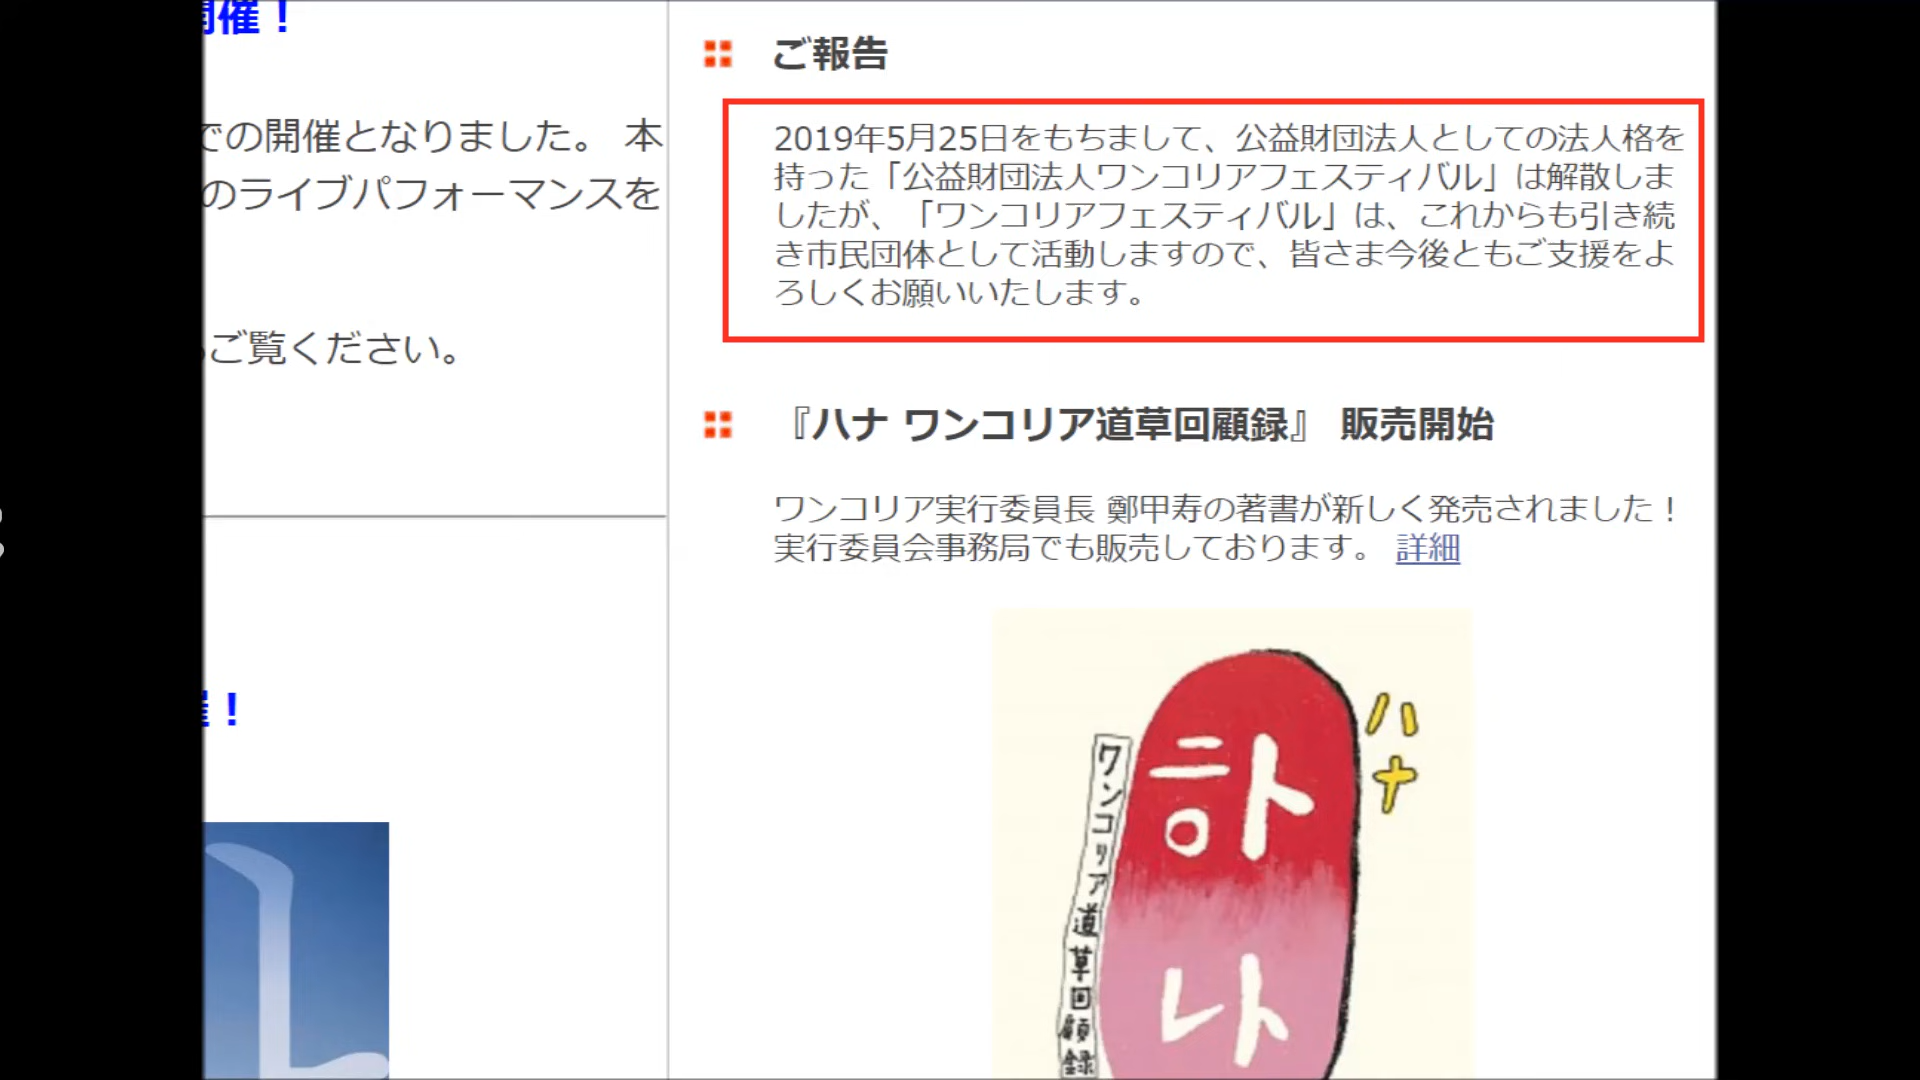 開催！
での開催となりました。 本
のライブパフォーマンスを
ご覧ください。
催！
ご報告
2019年5月25日をもちまして、公益財団法人としての法人格を
持った「公益財団法人ワンコリアフェスティバル」は解散しま
したが、「ワンコリアフェスティバル」は、これからも引き続
き市民団体として活動しますので、皆さま今後ともご支援をよ
ろしくお願いいたします。
『ハナ ワンコリア道草回顧録』 販売開始
ワンコリア実行委員長 鄭甲寿の著書が新しく発売されました！
実行委員会事務局でも販売しております。 詳細
ハナ
하나
ワンコリア道草回顧録